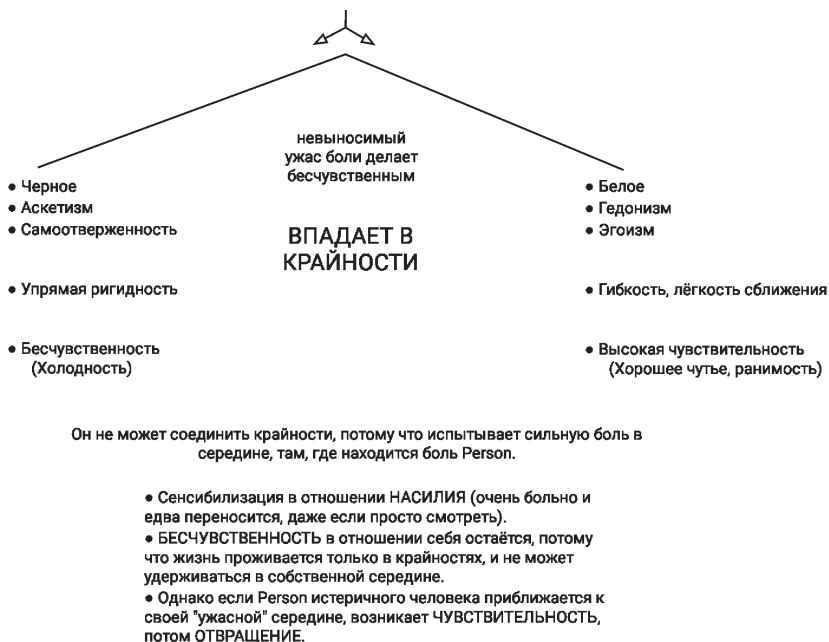 невыносимый
ужас боли делает
бесчувственным
● Черное
● Аскетизм
● Самоотверженность
ВПАДАЕТ В
КРАЙНОСТИ
● Белое
● Гедонизм
● Эгоизм
● Упрямая ригидность
● Гибкость, лёгкость сближения
● Бесчувственность
(Холодность)
● Высокая чувствительность
(Хорошее чутье, ранимость)
Он не может соединить крайности, потому что испытывает сильную боль в
середине, там, где находится боль Person.
● Сенсибилизация в отношении НАСИЛИЯ (очень больно и
едва переносится, даже если просто смотреть).
● БЕСЧУВСТВЕННОСТЬ в отношении себя остаётся, потому
что жизнь проживается только в крайностях, и не может
удерживаться в собственной середине.
● Однако если Person истеричного человека приближается к
своей "ужасной" середине, возникает ЧУВСТВИТЕЛЬНОСТЬ,
потом ОТВРАЩЕНИЕ.